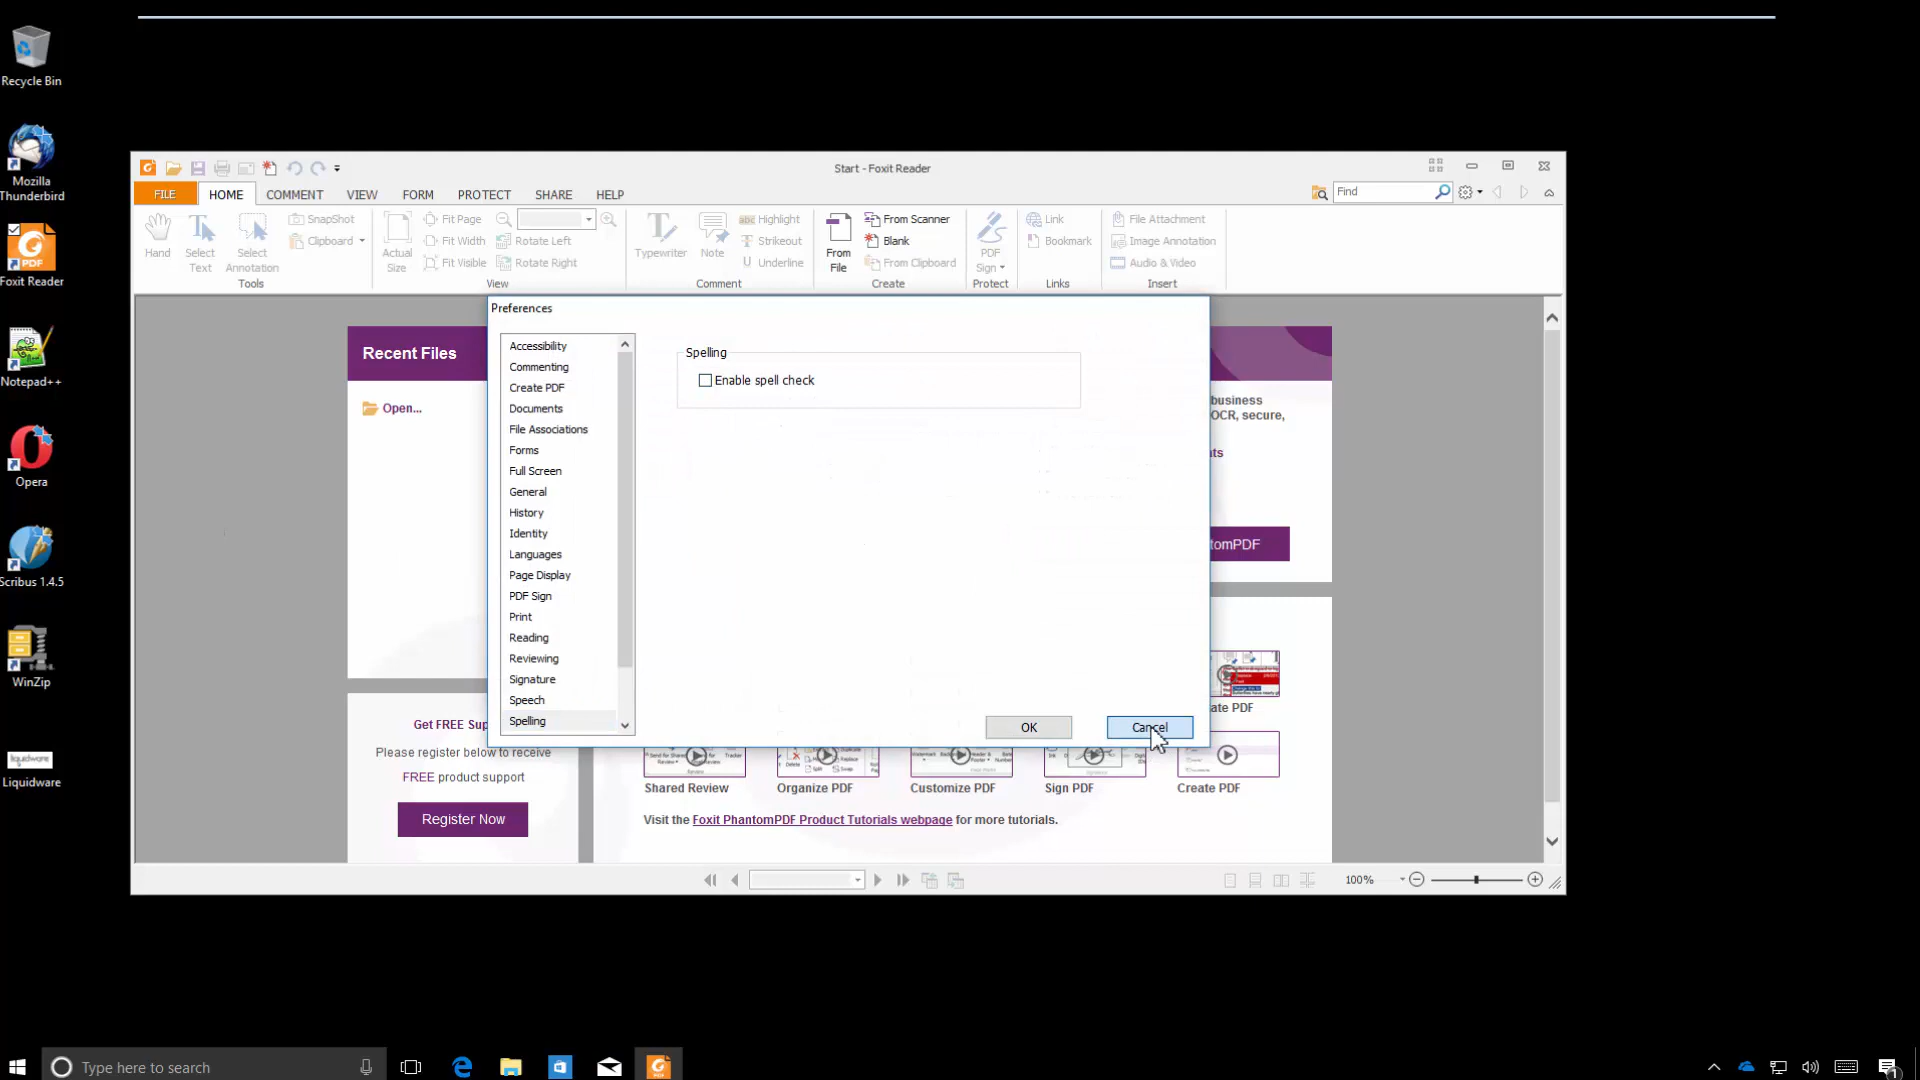 Recycle Bin
Mozilla
Thunderbird
Foxit Reader
Notepad++
Opera
Scribus 1.4.5
WinZip
Liquidware
Start - Foxit Reader
FILE HOME COMMENT VIEW FORM PROTECT SHARE HELP
Find
Hand
Select
Text
Select
Annotation
SnapShot
Clipboard
Tools
Actual
Size
Fit Page
Fit Width
Fit Visible
Rotate Left
Rotate Right
View
Typewriter
Note
Highlight
Strikeout
Underline
Comment
From
File
From Scanner
Blank
From Clipboard
Create
PDF
Sign
Protect
Link
Bookmark
Links
File Attachment
Image Annotation
Audio & Video
Insert
Recent Files
Open...
Preferences
Accessibility
Commenting
Create PDF
Documents
File Associations
Forms
Full Screen
General
History
Identity
Languages
Page Display
PDF Sign
Print
Reading
Reviewing
Signature
Speech
Spelling
Spelling
Enable spell check
OK
Cancel
business
OCR, secure,
nts
tomPDF
ate PDF
Get FREE Sup
Please register below to receive
FREE product support
Register Now
Shared Review
Organize PDF
Customize PDF
Sign PDF
Create PDF
Visit the Foxit PhantomPDF Product Tutorials webpage for more tutorials.
100%
Type here to search
1